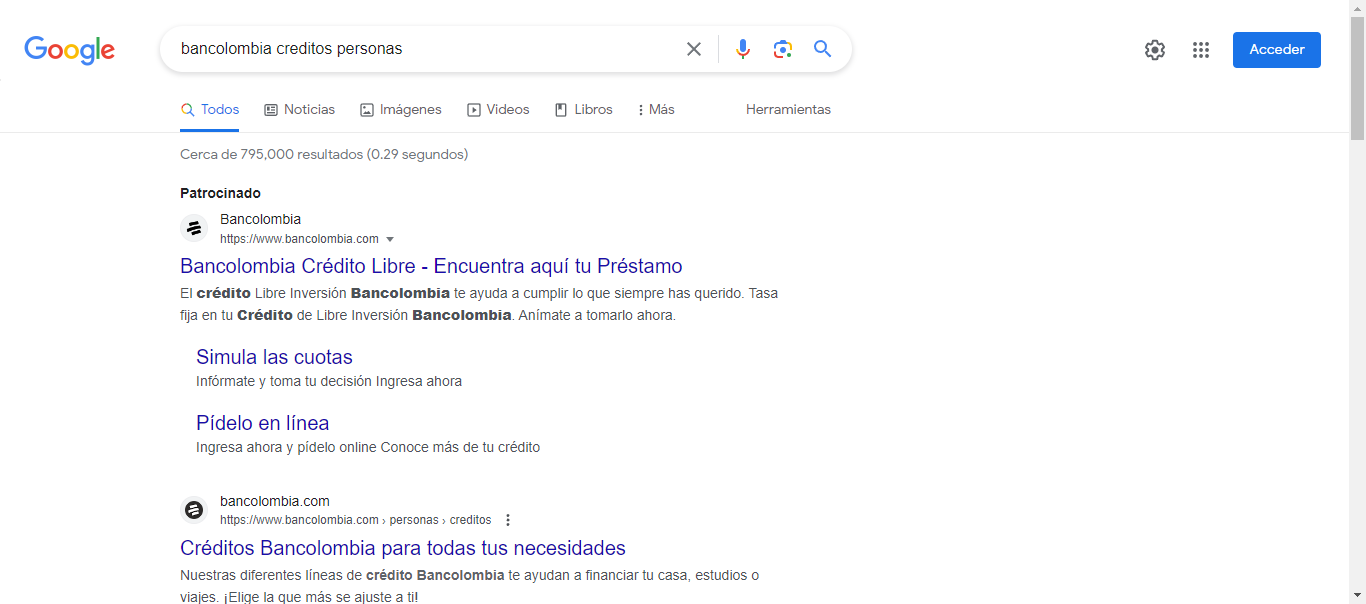 Google
bancolombia creditos personas
Acceder
Todos
Noticias
Imágenes
Videos
Libros
Más
Herramientas
Cerca de 795,000 resultados (0.29 segundos)
Patrocinado
Bancolombia
https://www.bancolombia.com
Bancolombia Crédito Libre - Encuentra aquí tu Préstamo
El crédito Libre Inversión Bancolombia te ayuda a cumplir lo que siempre has querido. Tasa
fija en tu Crédito de Libre Inversión Bancolombia. Anímate a tomarlo ahora.
Simula las cuotas
Infórmate y toma tu decisión Ingresa ahora
Pídelo en línea
Ingresa ahora y pídelo online Conoce más de tu crédito
bancolombia.com
https://www.bancolombia.com › personas › creditos
Créditos Bancolombia para todas tus necesidades
Nuestras diferentes líneas de crédito Bancolombia te ayudan a financiar tu casa, estudios o
viajes. ¡Elige la que más se ajuste a ti!